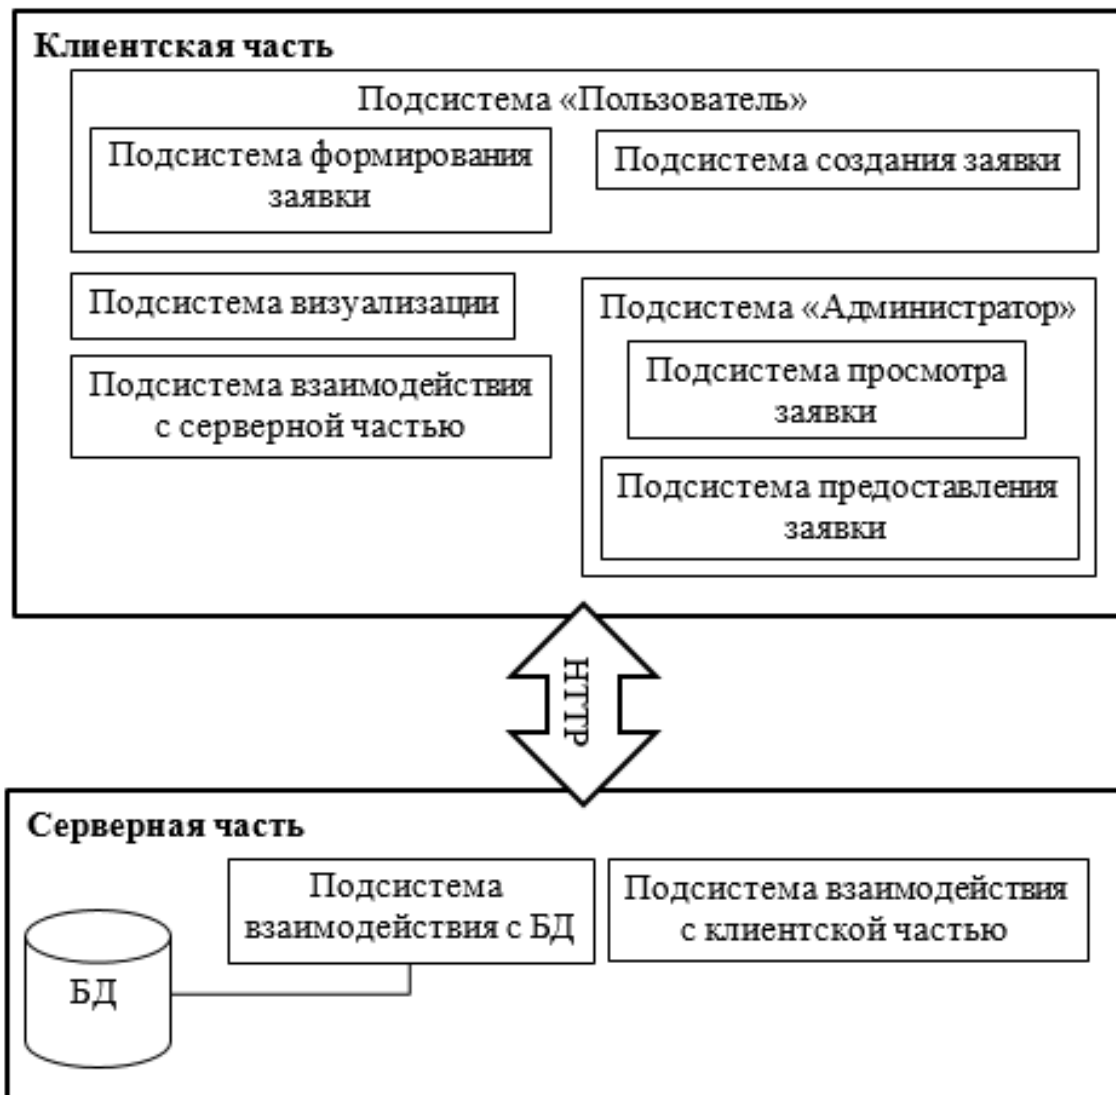 Клиентская часть
Подсистема «Пользователь»
Подсистема формирования
заявки
Подсистема создания заявки
Подсистема визуализации
Подсистема взаимодействия
с серверной частью
Подсистема «Администратор»
Подсистема просмотра
заявки
Подсистема предоставления
заявки
HTTP
Серверная часть
БД
Подсистема
взаимодействия с БД
Подсистема взаимодействия
с клиентской частью